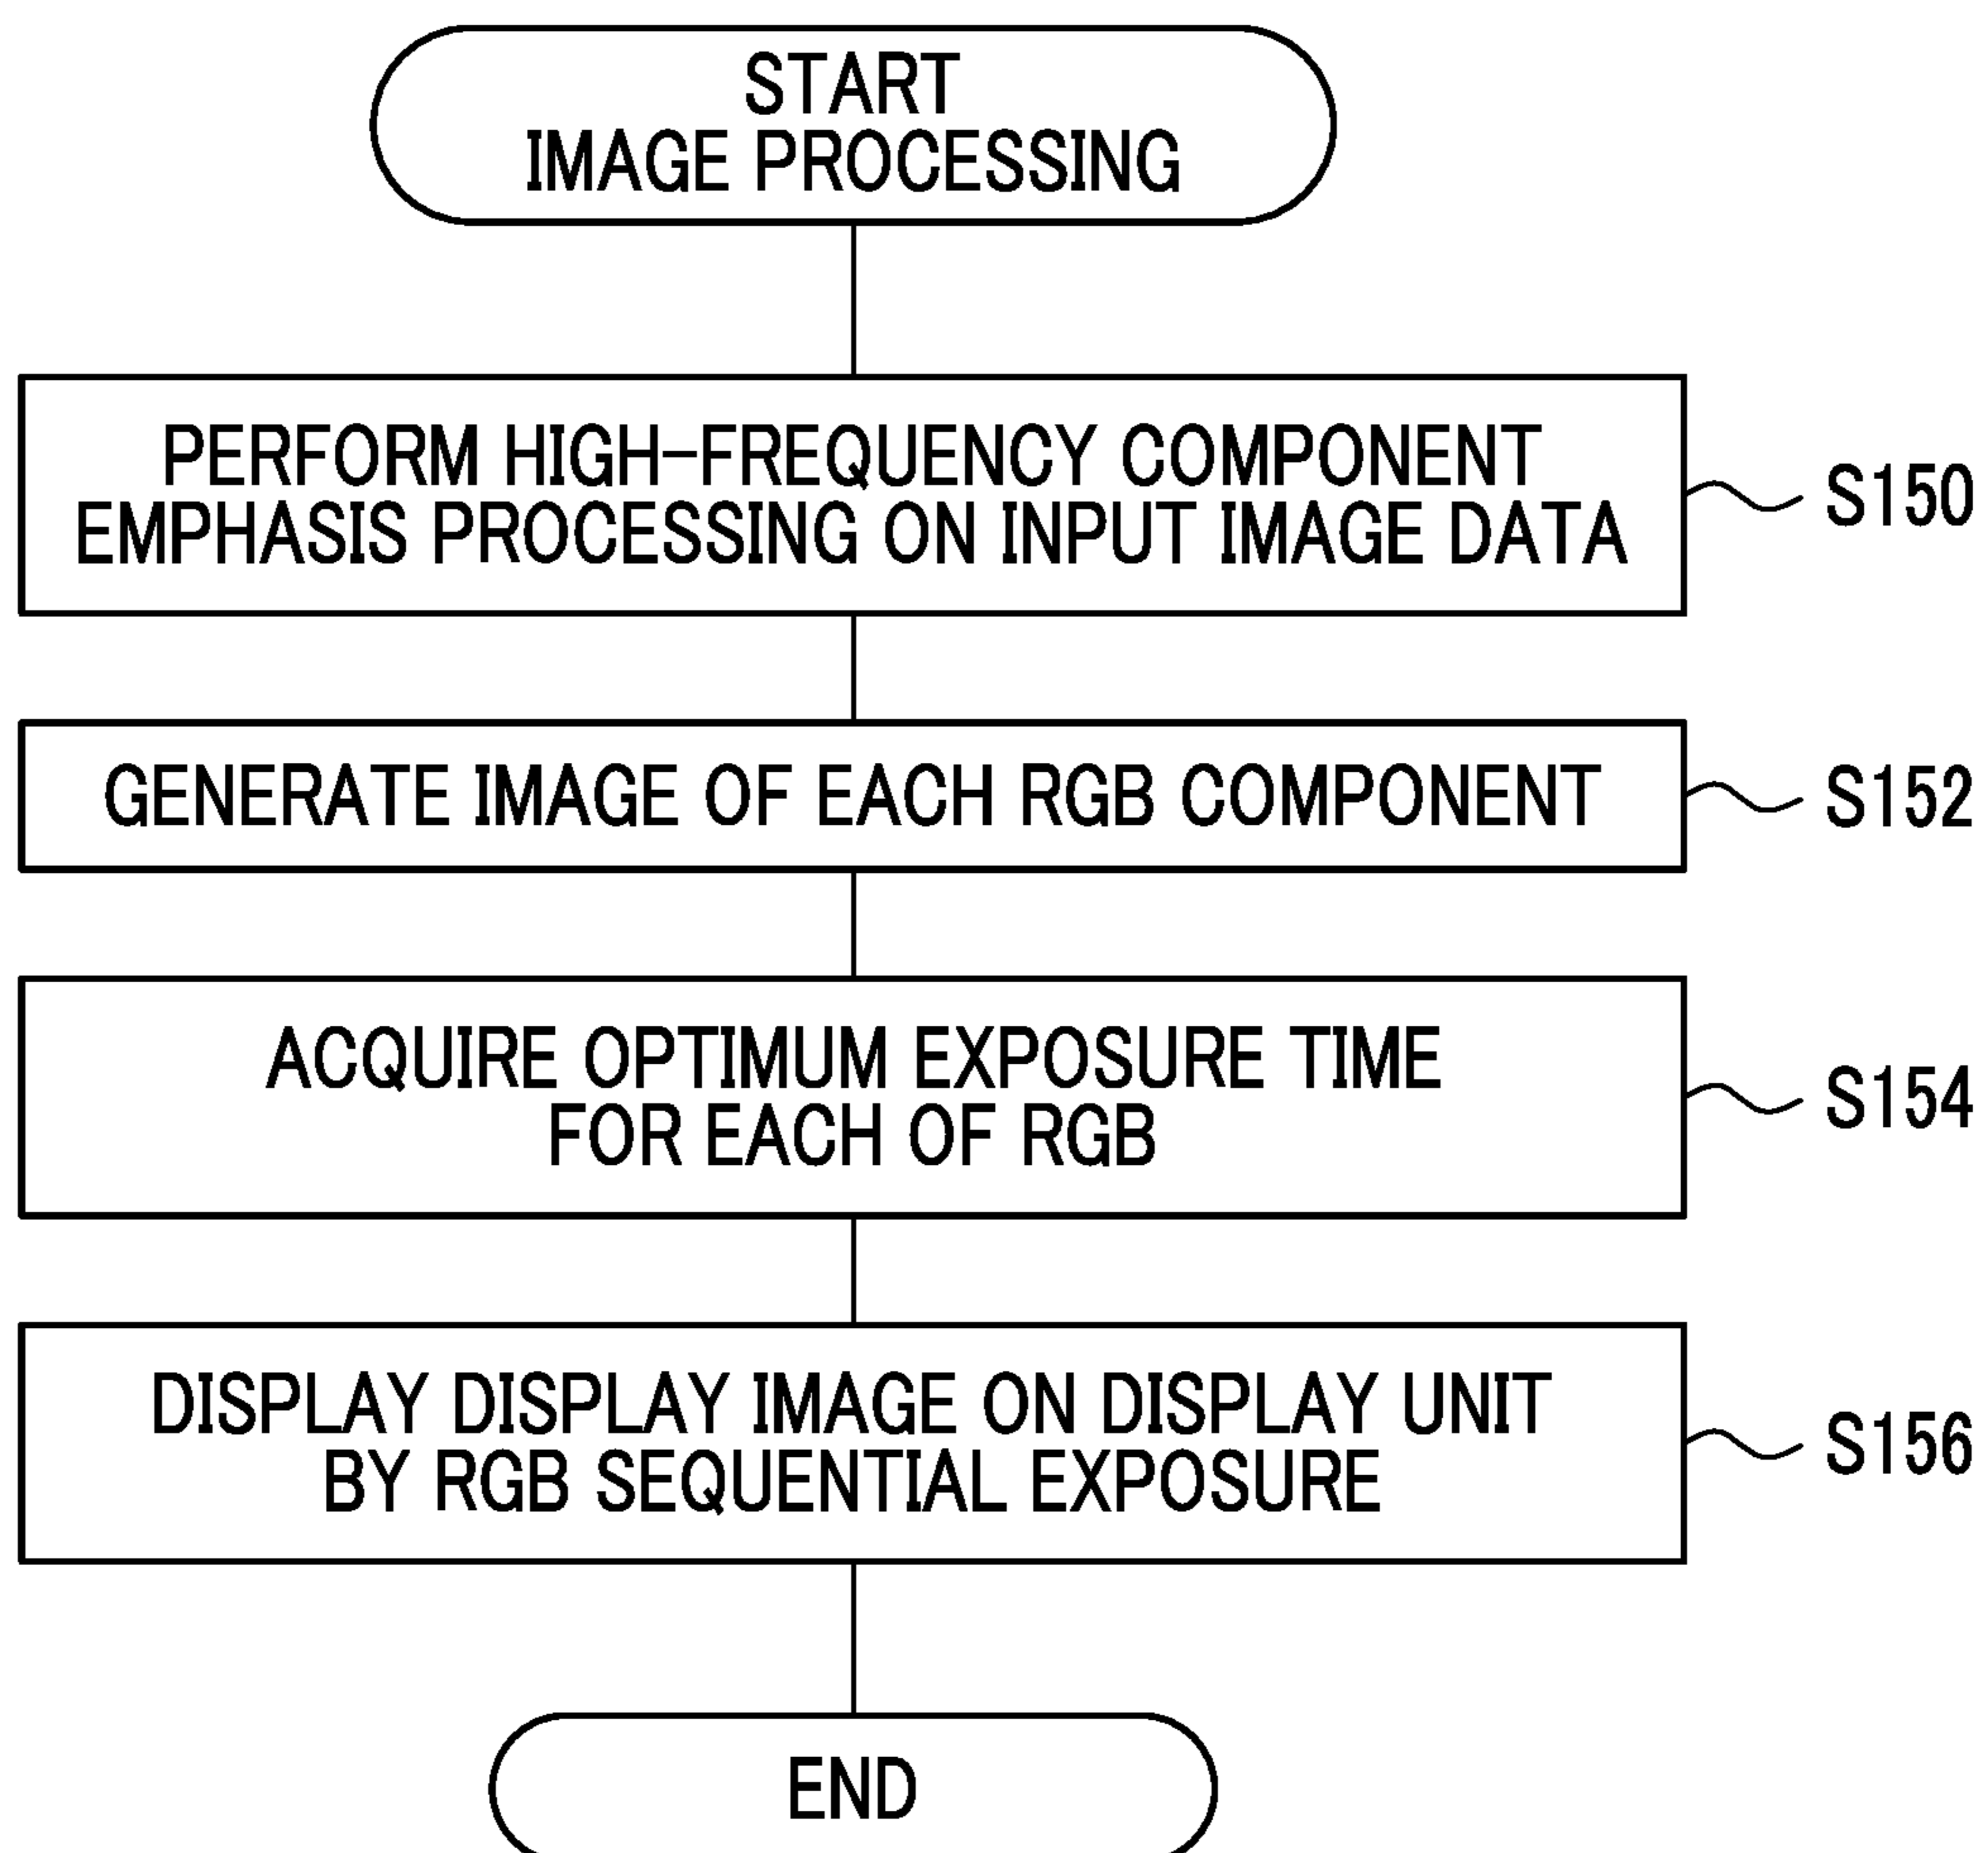 START
IMAGE PROCESSING
PERFORM HIGH-FREQUENCY COMPONENT
EMPHASIS PROCESSING ON INPUT IMAGE DATA
S150
GENERATE IMAGE OF EACH RGB COMPONENT
S152
ACQUIRE OPTIMUM EXPOSURE TIME
FOR EACH OF RGB
S154
DISPLAY DISPLAY IMAGE ON DISPLAY UNIT
BY RGB SEQUENTIAL EXPOSURE
S156
END